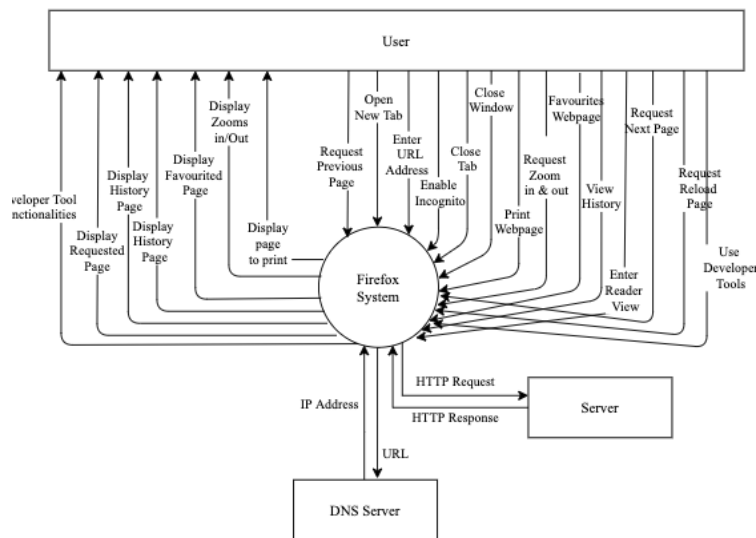 User
Display
Zooms
in/Out
Display
Favourited
Page
Display
History
Page
Display
History
Page
Display
Requested
Page
veloper Tool
nctionalities
Display
page
to print
Request
Previous
Page
Open
New Tab
Enter
URL
Address
Enable
Incognito
Close
Tab
Close
Window
Print
Webpage
Request
Zoom
in & out
Favourites
Webpage
View
History
Enter
Reader
View
Request
Next Page
Request
Reload
Page
Use
Developer
Tools
Firefox
System
HTTP Request
HTTP Response
Server
IP Address
URL
DNS Server